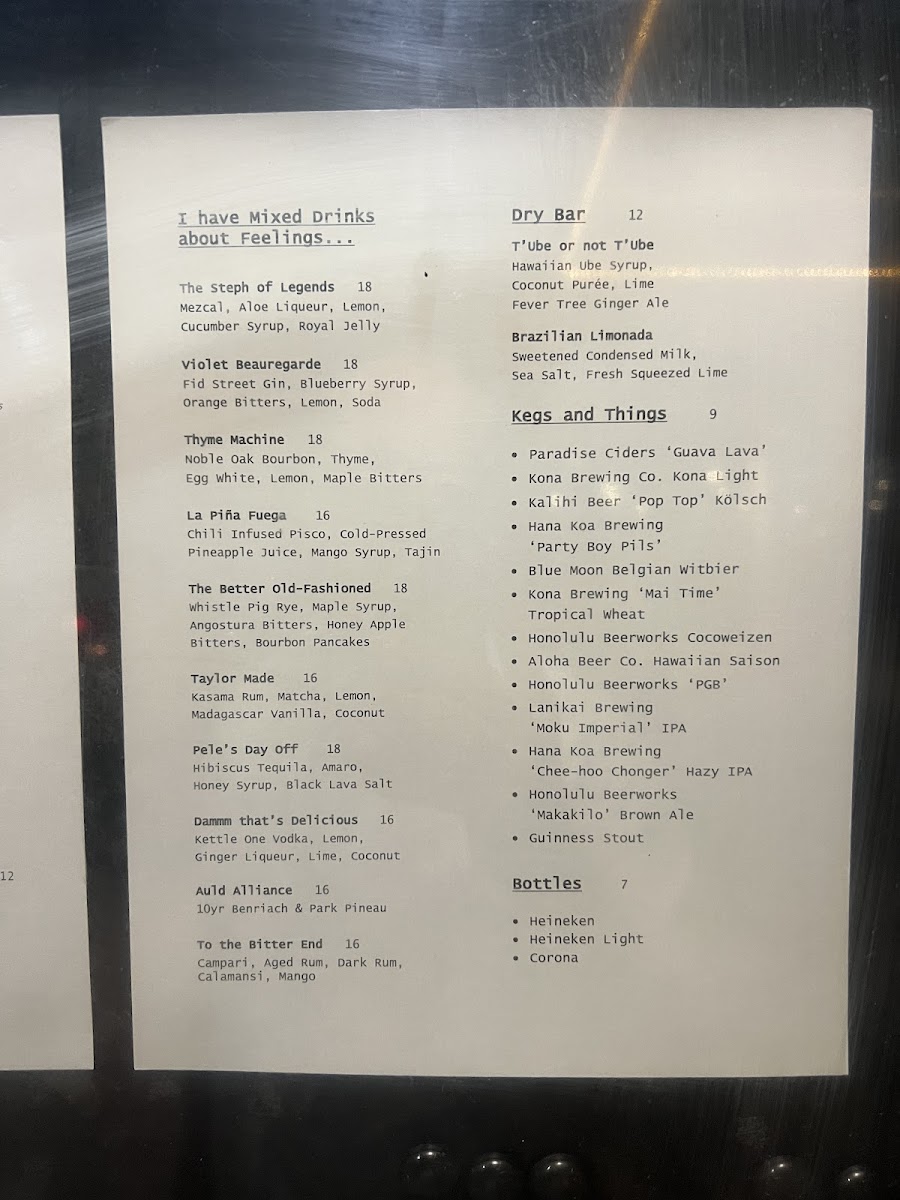 I have Mixed Drinks
about Feelings...
The Steph of Legends 18
Mezcal, Aloe Liqueur, Lemon,
Cucumber Syrup, Royal Jelly
Violet Beauregarde 18
Fid Street Gin, Blueberry Syrup,
Orange Bitters, Lemon, Soda
Thyme Machine 18
Noble Oak Bourbon, Thyme,
Egg White, Lemon, Maple Bitters
La Piña Fuega 16
Chili Infused Pisco, Cold-Pressed
Pineapple Juice, Mango Syrup, Tajin
The Better Old-Fashioned 18
Whistle Pig Rye, Maple Syrup,
Angostura Bitters, Honey Apple
Bitters, Bourbon Pancakes
Taylor Made 16
Kasama Rum, Matcha, Lemon,
Madagascar Vanilla, Coconut
Pele's Day Off 18
Hibiscus Tequila, Amaro,
Honey Syrup, Black Lava Salt
Dammm that's Delicious 16
Kettle One Vodka, Lemon,
Ginger Liqueur, Lime, Coconut
Auld Alliance 16
10yr Benriach & Park Pineau
To the Bitter End 16
Campari, Aged Rum, Dark Rum,
Calamansi, Mango
Dry Bar 12
T'Ube or not T'Ube
Hawaiian Ube Syrup,
Coconut Purée, Lime
Fever Tree Ginger Ale
Brazilian Limonada
Sweetened Condensed Milk,
Sea Salt, Fresh Squeezed Lime
Kegs and Things 9
• Paradise Ciders 'Guava Lava'
• Kona Brewing Co. Kona Light
• Kalihi Beer 'Pop Top' Kölsch
• Hana Koa Brewing
'Party Boy Pils'
• Blue Moon Belgian Witbier
• Kona Brewing 'Mai Time'
Tropical Wheat
• Honolulu Beerworks Cocoweizen
• Aloha Beer Co. Hawaiian Saison
• Honolulu Beerworks 'PGB'
• Lanikai Brewing
'Moku Imperial' IPA
• Hana Koa Brewing
'Chee-hoo Chonger' Hazy IPA
• Honolulu Beerworks
'Makakilo' Brown Ale
• Guinness Stout
Bottles 7
• Heineken
• Heineken Light
• Corona
12